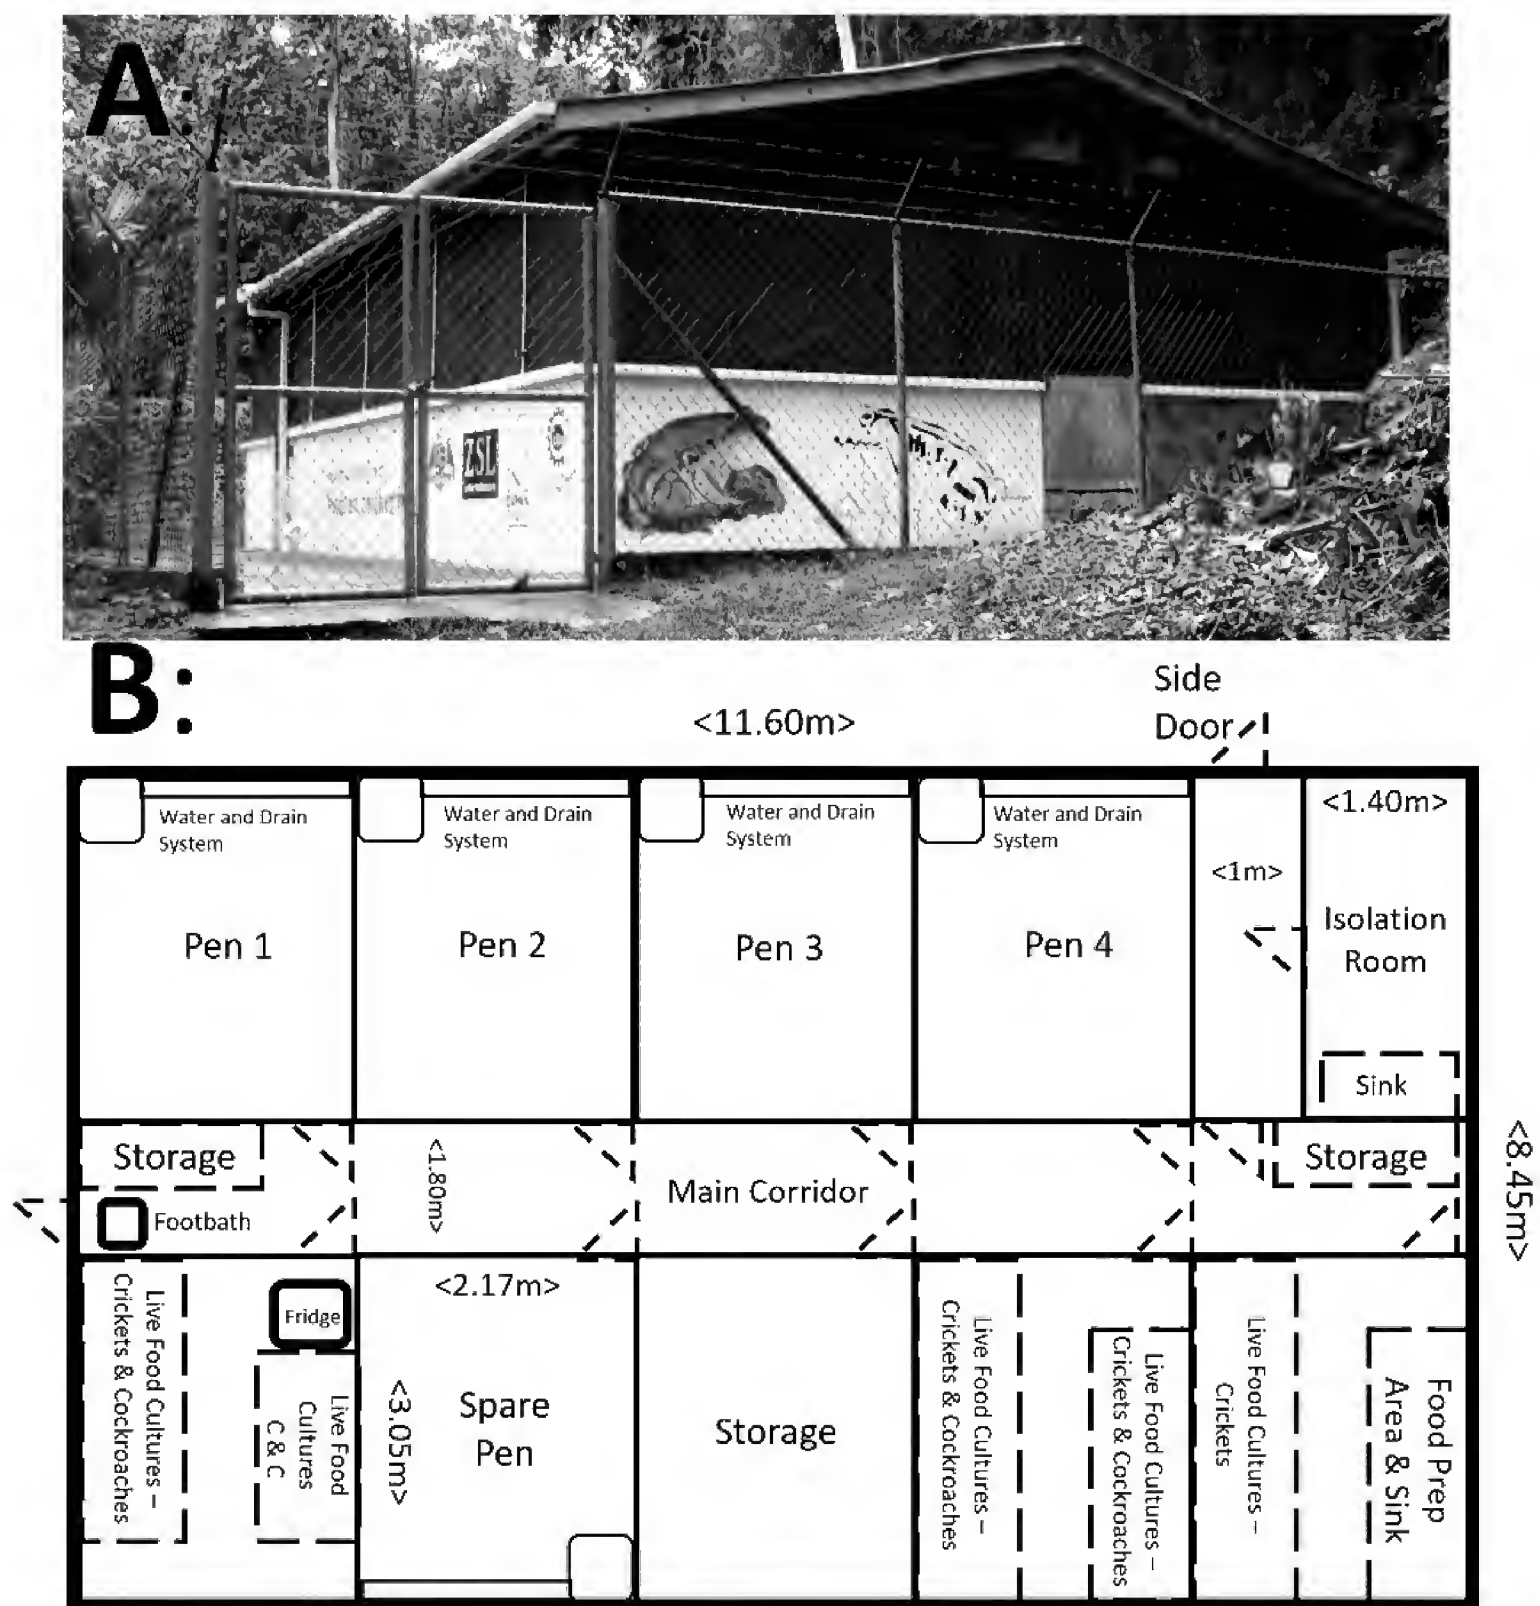 A:
ZSL
B:
Side
Door
<11.60m>
Water and Drain
System
Water and Drain
System
Water and Drain
System
Water and Drain
System
<1.40m>
<1m>
Pen 1
Pen 2
Pen 3
Pen 4
Isolation
Room
Sink
Storage
Footbath
<1.80m>
Main Corridor
Storage
<8.45m>
Live Food Cultures –
Crickets & Cockroaches
Fridge
Live Food
Cultures
C & C
<2.17m>
<3.05m>
Spare
Pen
Storage
Live Food Cultures –
Crickets & Cockroaches
Live Food Cultures –
Crickets & Cockroaches
Live Food Cultures –
Crickets
Food Prep
Area & Sink